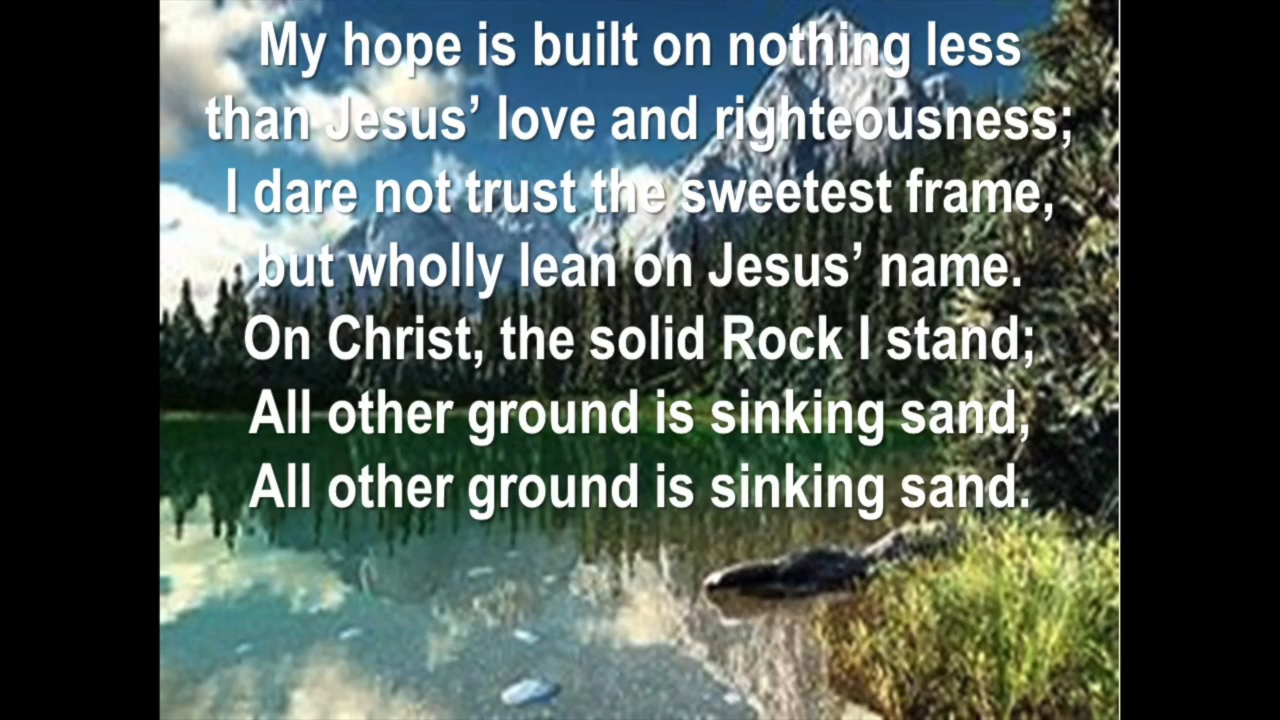 My hope is built on nothing less
than Jesus’ love and righteousness;
I dare not trust the sweetest frame,
but wholly lean on Jesus’ name.
On Christ, the solid Rock I stand;
All other ground is sinking sand,
All other ground is sinking sand.